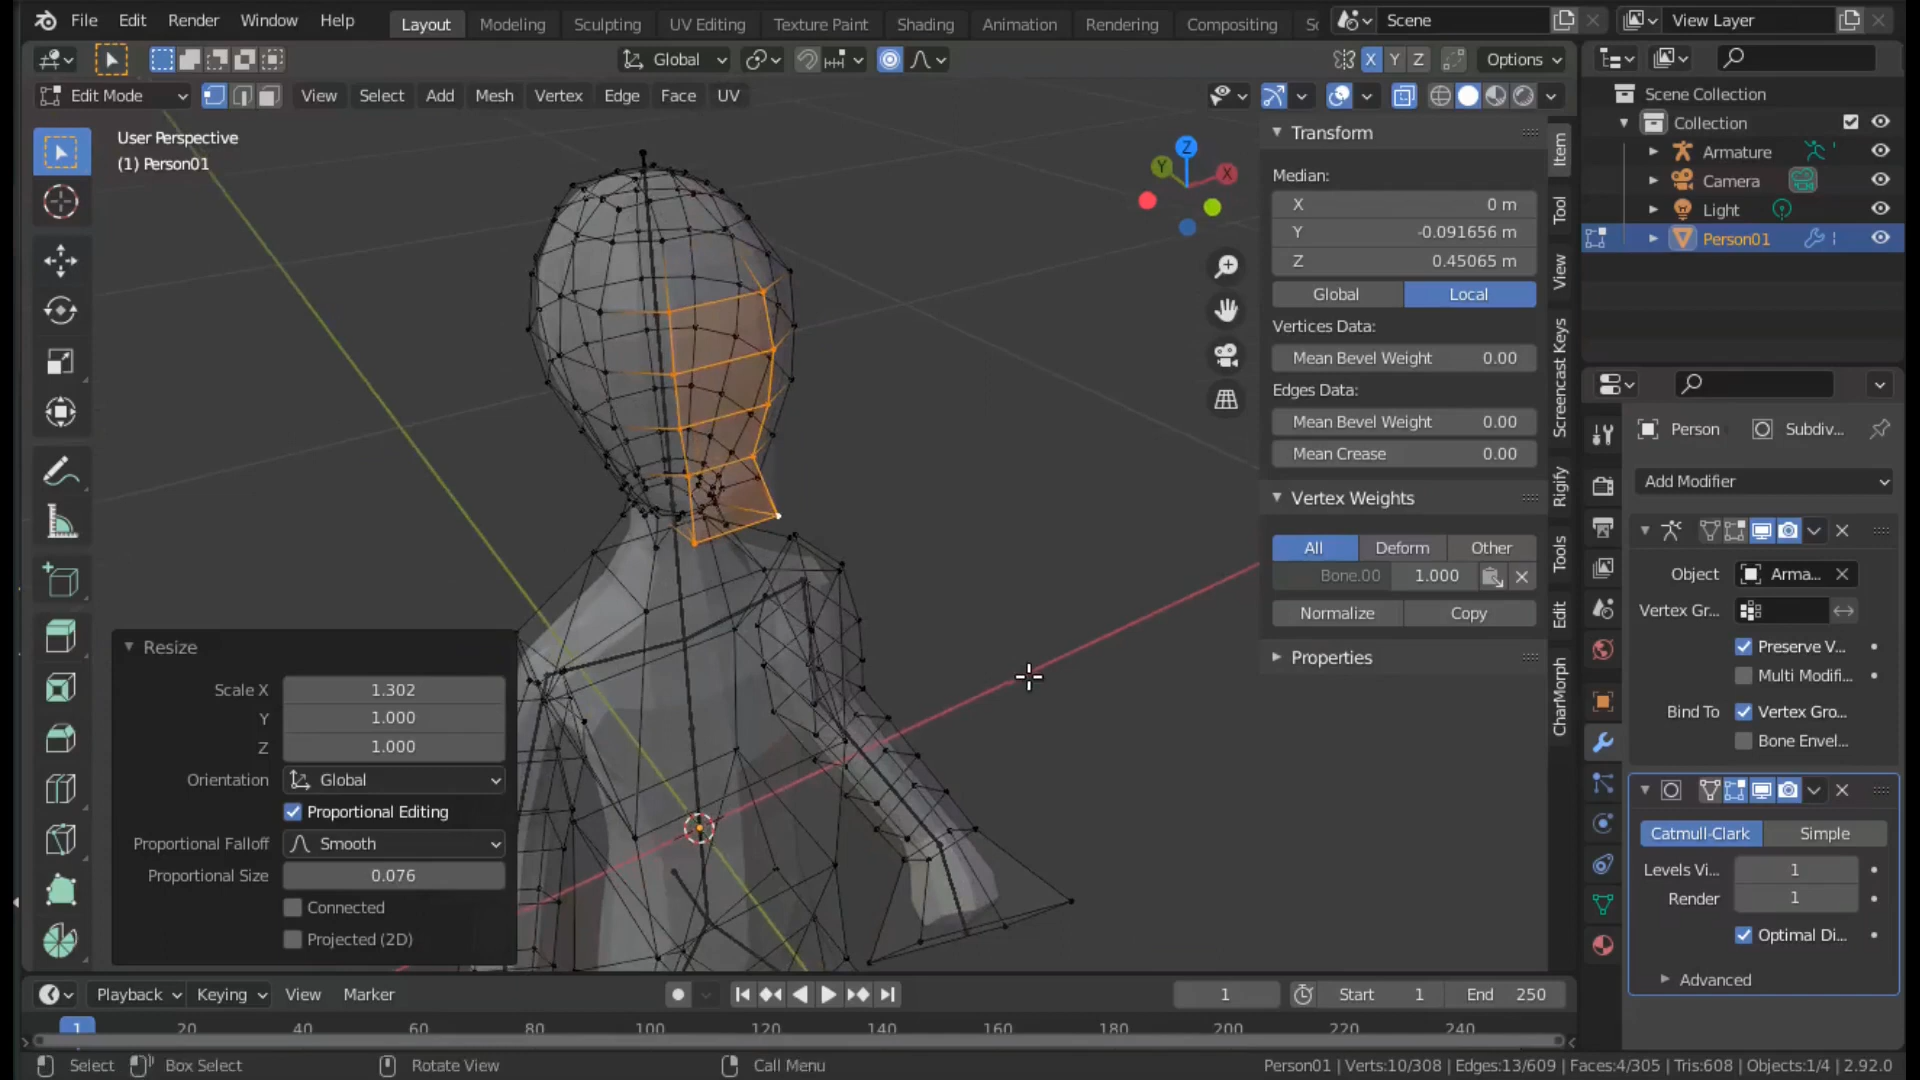 File Edit Render Window Help
Layout Modeling Sculpting UV Editing Texture Paint Shading Animation Rendering Compositing Sc
Scene
View Layer
Global
X Y Z
Options
Edit Mode
View Select Add Mesh Vertex Edge Face UV
User Perspective
(1) Person01
Z
Y
X
Transform
Median:
X 0 m
Y -0.091656 m
Z 0.45065 m
Global Local
Vertices Data:
Mean Bevel Weight 0.00
Edges Data:
Mean Bevel Weight 0.00
Mean Crease 0.00
Vertex Weights
All Deform Other
Bone.00 1.000
Normalize Copy
Properties
Item
Tool
View
Screencast Keys
Rigify
Tools
Edit
CharMorph
Scene Collection
Collection
Armature
Camera
Light
Person01
Person Subdiv...
Add Modifier
Object Arma...
Vertex Gr...
Preserve V...
Multi Modifi...
Bind To Vertex Gro...
Bone Envel...
Catmull-Clark Simple
Levels Vi... 1
Render 1
Optimal Di...
Advanced
Resize
Scale X 1.302
Y 1.000
Z 1.000
Orientation Global
Proportional Editing
Proportional Falloff Smooth
Proportional Size 0.076
Connected
Projected (2D)
Playback Keying View Marker
1 Start 1 End 250
1 20 40 60 80 100 120 140 160 180 200 220 240
Select Box Select Rotate View Call Menu
Person01 | Verts:10/308 | Edges:13/609 | Faces:4/305 | Tris:608 | Objects:1/4 | 2.92.0